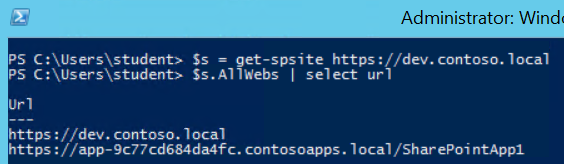 Administrator: Windo
PS C:\Users\student> $s = get-spsite https://dev.contoso.local
PS C:\Users\student> $s.AllWebs | select url
Url
---
https://dev.contoso.local
https://app-9c77cd684da4fc.contosoapps.local/SharePointApp1